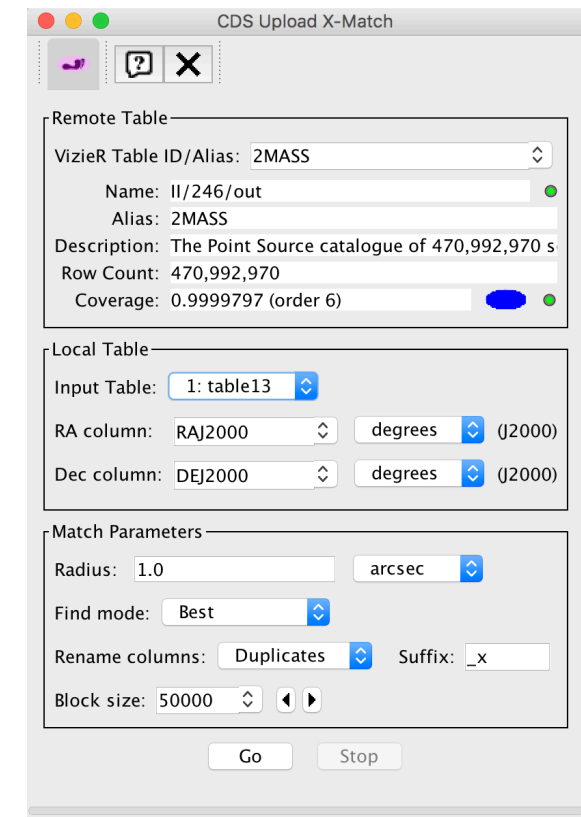 CDS Upload X-Match
Remote Table
VizieR Table ID/Alias: 2MASS
Name: II/246/out
Alias: 2MASS
Description: The Point Source catalogue of 470,992,970 s
Row Count: 470,992,970
Coverage: 0.9999797 (order 6)
Local Table
Input Table: 1: table13
RA column: RAJ2000 degrees (J2000)
Dec column: DEJ2000 degrees (J2000)
Match Parameters
Radius: 1.0 arcsec
Find mode: Best
Rename columns: Duplicates Suffix: _x
Block size: 50000
Go Stop